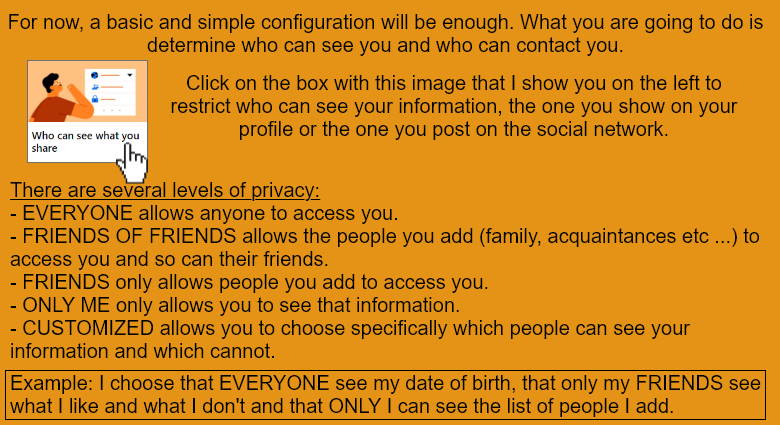 For now, a basic and simple configuration will be enough. What you are going to do is
determine who can see you and who can contact you.
Click on the box with this image that I show you on the left to
restrict who can see your information, the one you show on your
profile or the one you post on the social network.
Who can see what you
share
There are several levels of privacy:
- EVERYONE allows anyone to access you.
- FRIENDS OF FRIENDS allows the people you add (family, acquaintances etc ...) to
access you and so can their friends.
- FRIENDS only allows people you add to access you.
- ONLY ME only allows you to see that information.
- CUSTOMIZED allows you to choose specifically which people can see your
information and which cannot.
Example: I choose that EVERYONE see my date of birth, that only my FRIENDS see
what I like and what I don't and that ONLY I can see the list of people I add.